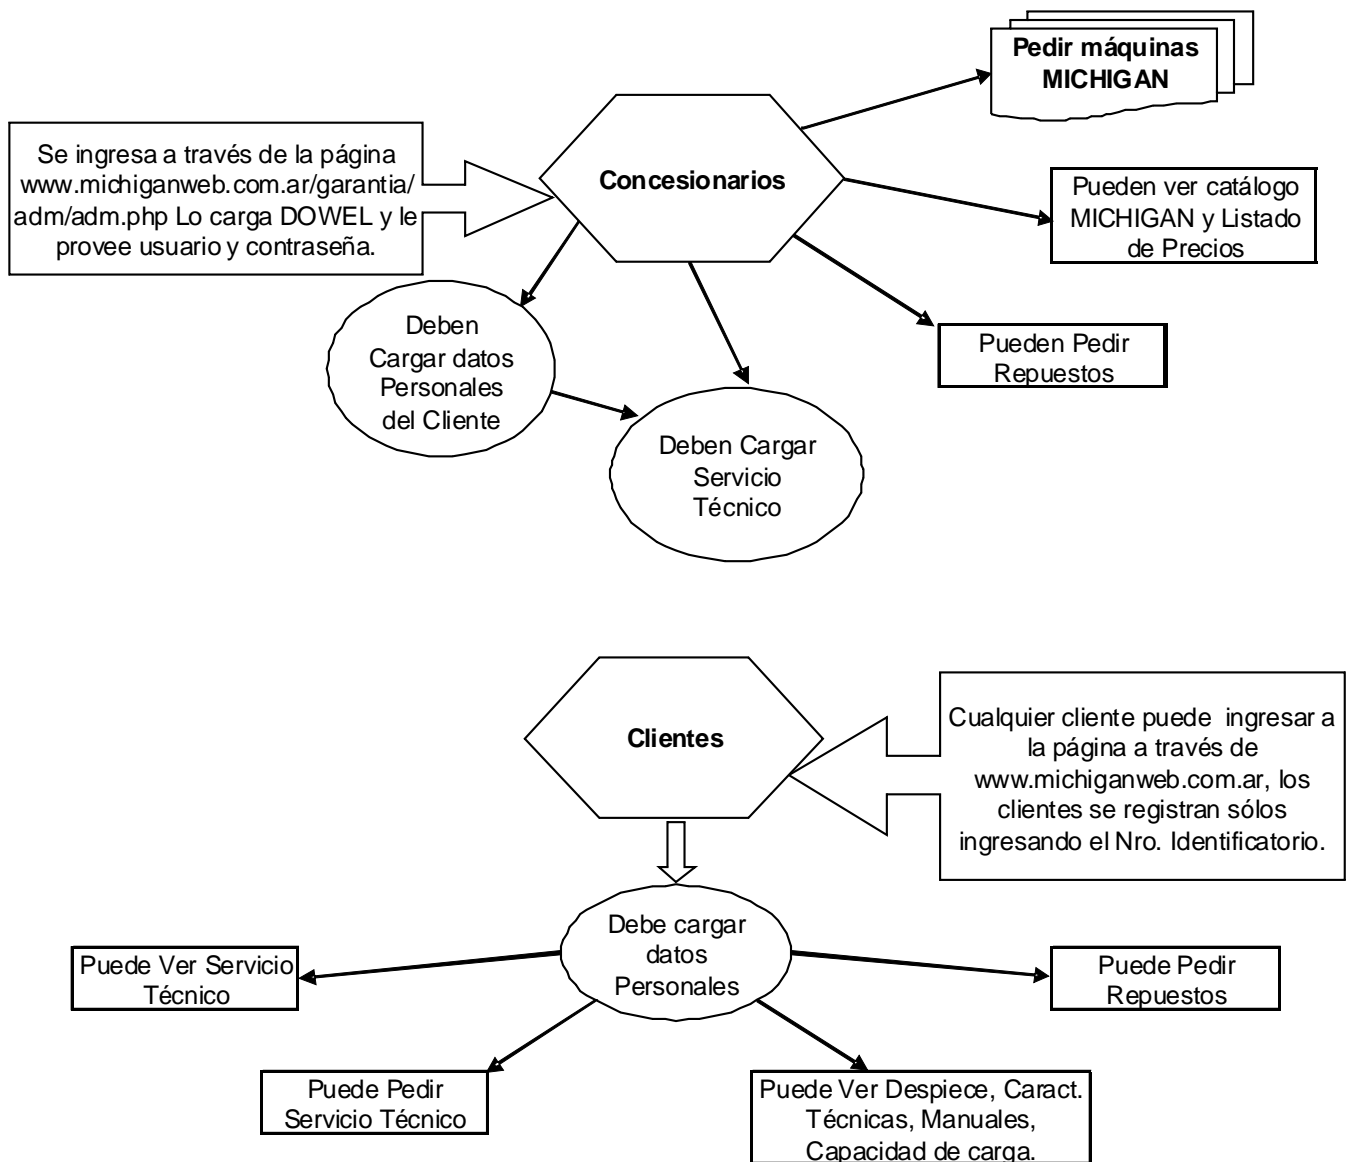 Pedir máquinas
MICHIGAN
Se ingresa a través de la página
www.michiganweb.com.ar/garantia/
adm/adm.php Lo carga DOWEL y le
provee usuario y contraseña.
Concesionarios
Pueden ver catálogo
MICHIGAN y Listado
de Precios
Pueden Pedir
Repuestos
Deben
Cargar datos
Personales
del Cliente
Deben Cargar
Servicio
Técnico
Clientes
Cualquier cliente puede ingresar a
la página a través de
www.michiganweb.com.ar, los
clientes se registran sólos
ingresando el Nro. Identificatorio.
Debe cargar
datos
Personales
Puede Ver Servicio
Técnico
Puede Pedir
Repuestos
Puede Pedir
Servicio Técnico
Puede Ver Despiece, Caract.
Técnicas, Manuales,
Capacidad de carga.